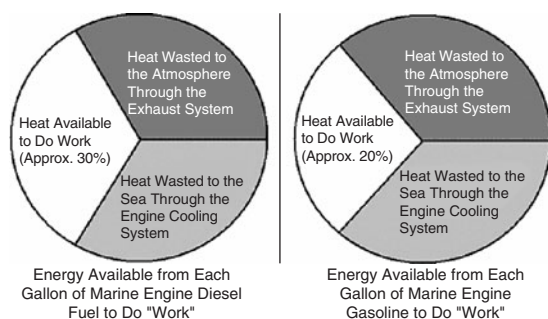 Heat Wasted to
the Atmosphere
Through the
Exhaust System
Heat Available
to Do Work
(Approx. 30%)
Heat Wasted to the
Sea Through the
Engine Cooling
System
Energy Available from Each
Gallon of Marine Engine Diesel
Fuel to Do "Work"
Heat Wasted to
the Atmosphere
Through the
Exhaust System
Heat Available
to Do Work
(Approx. 20%)
Heat Wasted to the
Sea Through the
Engine Cooling
System
Energy Available from Each
Gallon of Marine Engine
Gasoline to Do "Work"